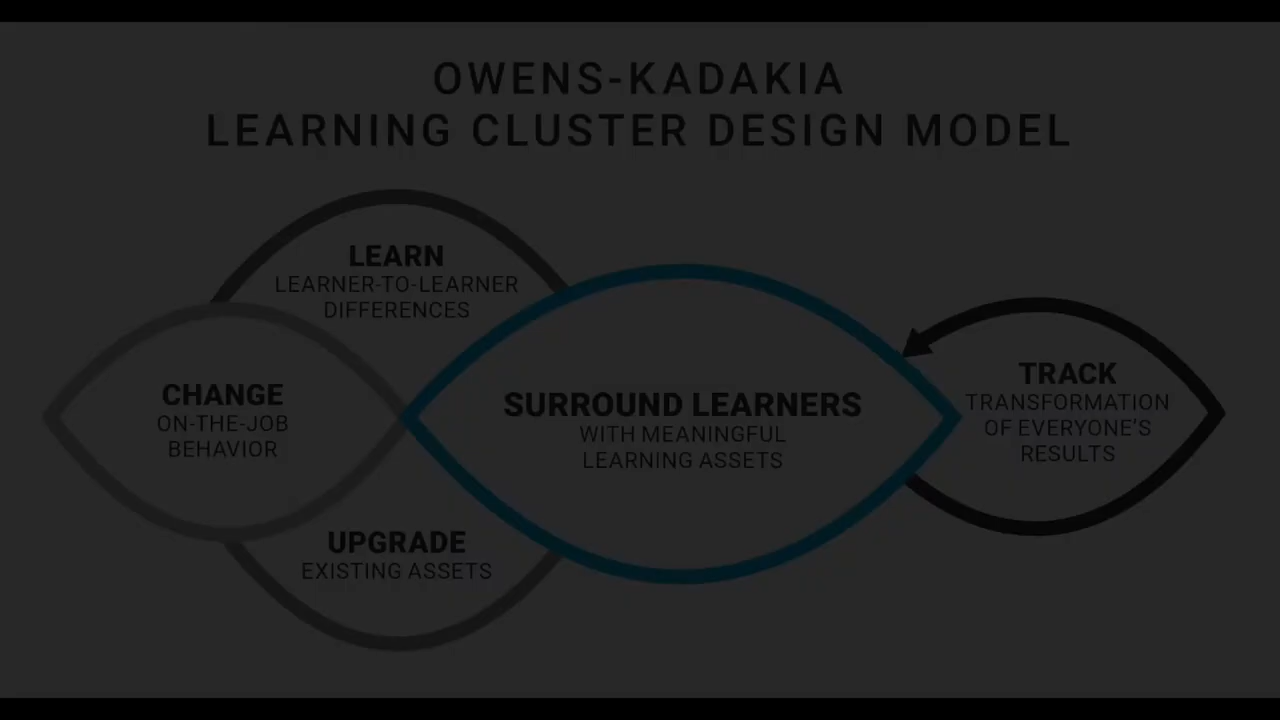 OWENS-KADAKIA
LEARNING CLUSTER DESIGN MODEL
LEARN
LEARNER-TO-LEARNER
DIFFERENCES
CHANGE
ON-THE-JOB
BEHAVIOR
SURROUND LEARNERS
WITH MEANINGFUL
LEARNING ASSETS
TRACK
TRANSFORMATION
OF EVERYONE'S
RESULTS
UPGRADE
EXISTING ASSETS